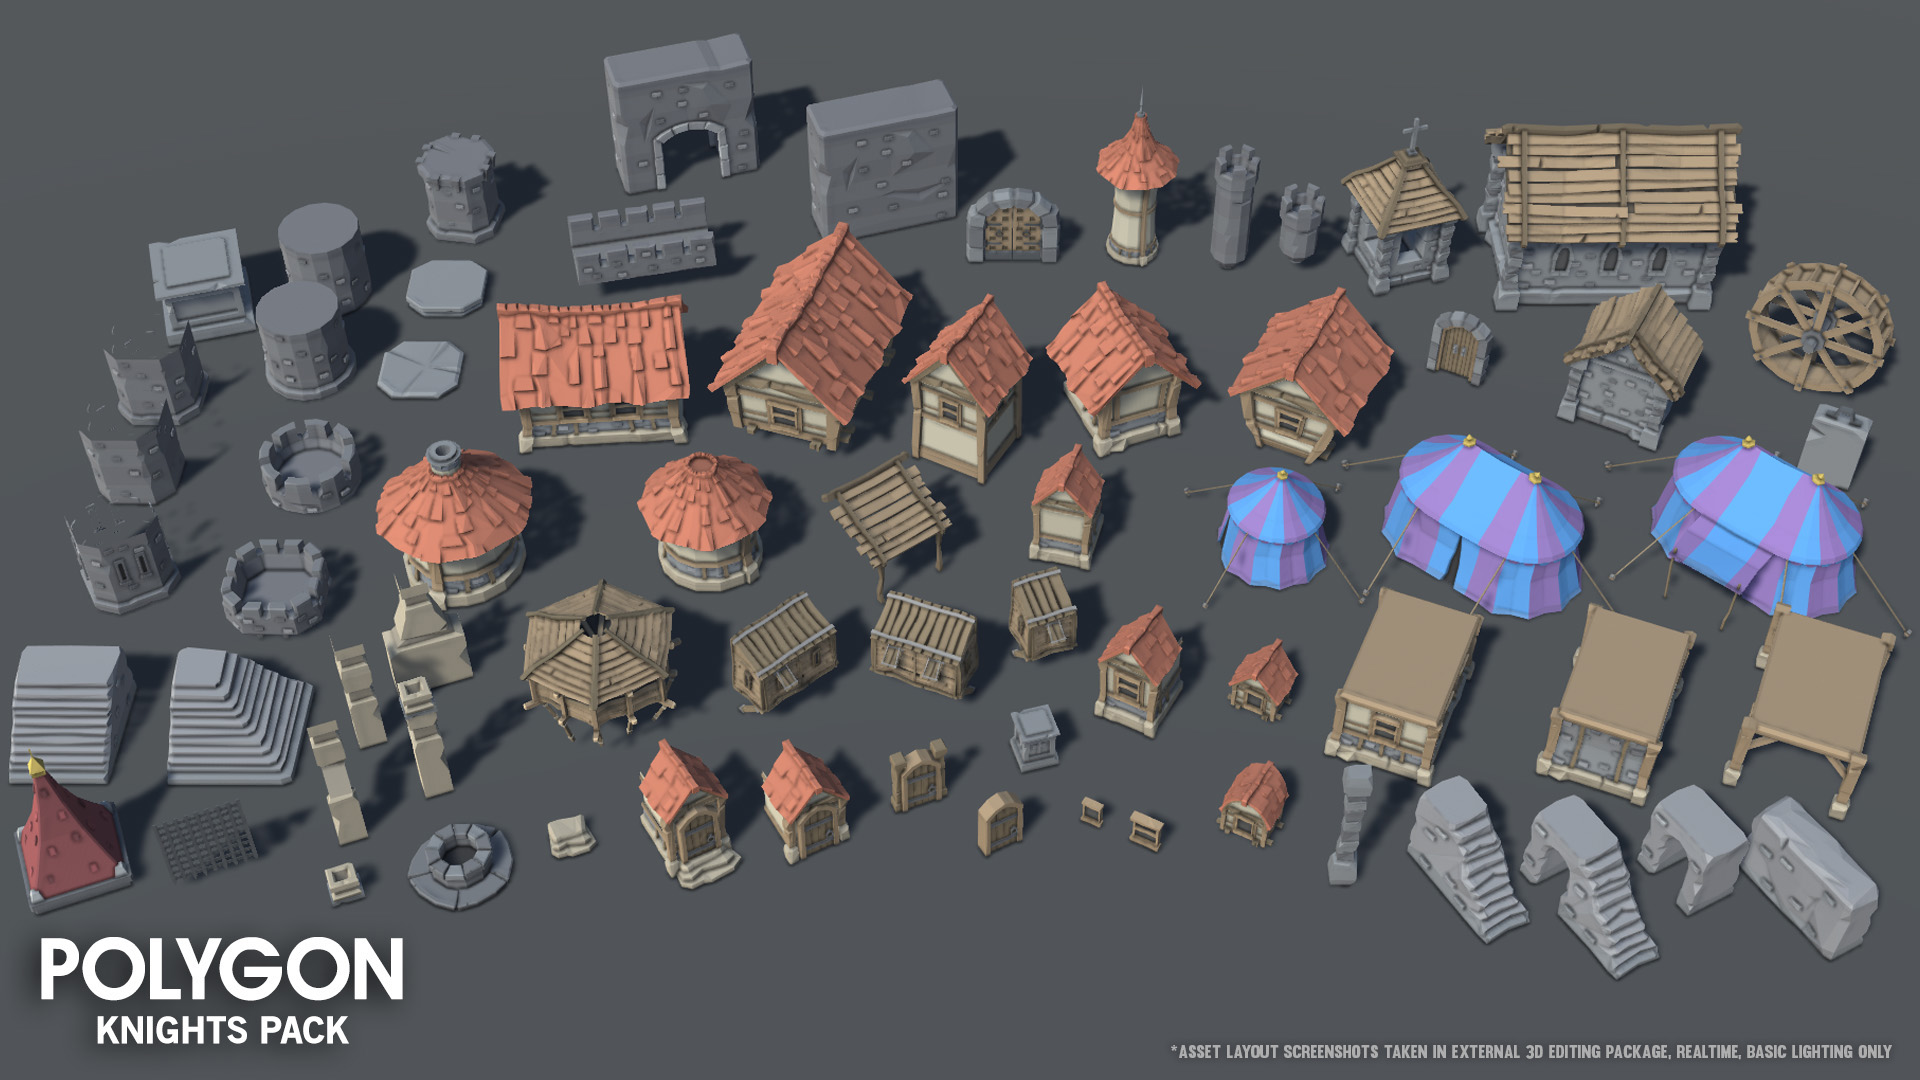 POLYGON
KNIGHTS PACK
*ASSET LAYOUT SCREENSHOTS TAKEN IN EXTERNAL 3D EDITING PACKAGE, REALTIME, BASIC LIGHTING ONLY